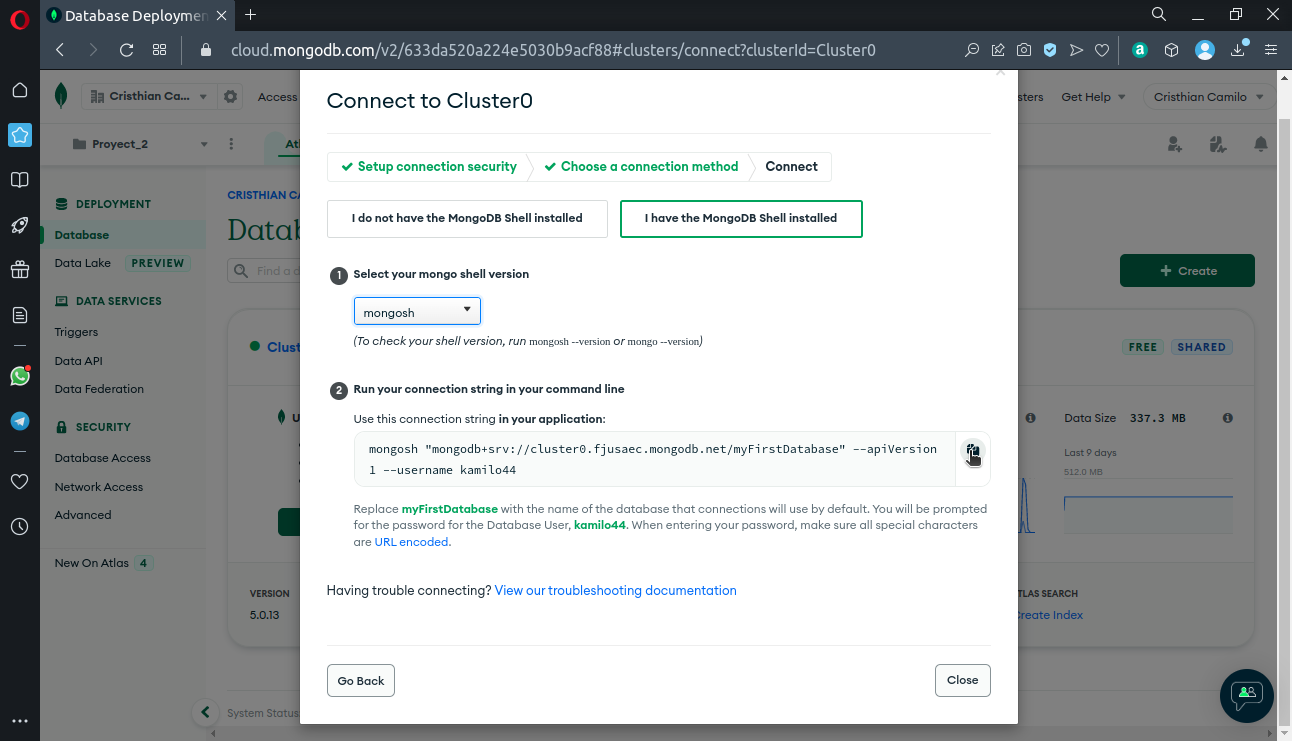 Database Deploymen
cloud.mongodb.com/v2/633da520a224e5030b9acf88#clusters/connect?clusterId=Cluster0
Cristhian Ca...
Access
sters
Get Help
Cristhian Camilo
Proyect_2
Atl
DEPLOYMENT
Database
Data Lake PREVIEW
DATA SERVICES
Triggers
Data API
Data Federation
SECURITY
Database Access
Network Access
Advanced
New On Atlas 4
CRISTHIAN CA
Datab
Find a d
Create
Clust
FREE SHARED
Data Size 337.3 MB
Last 9 days
512.0 MB
VERSION
5.0.13
ATLAS SEARCH
Create Index
System Status
Connect to Cluster0
Setup connection security
Choose a connection method
Connect
I do not have the MongoDB Shell installed
I have the MongoDB Shell installed
1 Select your mongo shell version
mongosh
(To check your shell version, run mongosh --version or mongo --version)
2 Run your connection string in your command line
Use this connection string in your application:
mongosh "mongodb+srv://cluster0.fjusaec.mongodb.net/myFirstDatabase" --apiVersion
1 --username kamilo44
Replace myFirstDatabase with the name of the database that connections will use by default. You will be prompted
for the password for the Database User, kamilo44. When entering your password, make sure all special characters
are URL encoded.
Having trouble connecting? View our troubleshooting documentation
Go Back
Close